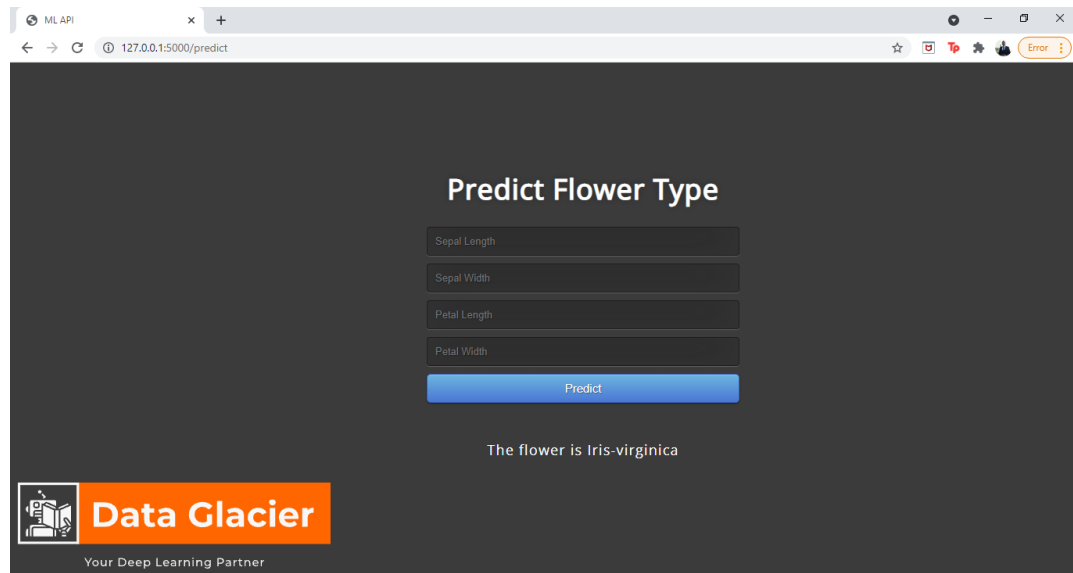 ML API
127.0.0.1:5000/predict
Tp
Error
Predict Flower Type
Sepal Length
Sepal Width
Petal Length
Petal Width
Predict
The flower is Iris-virginica
Data Glacier
Your Deep Learning Partner